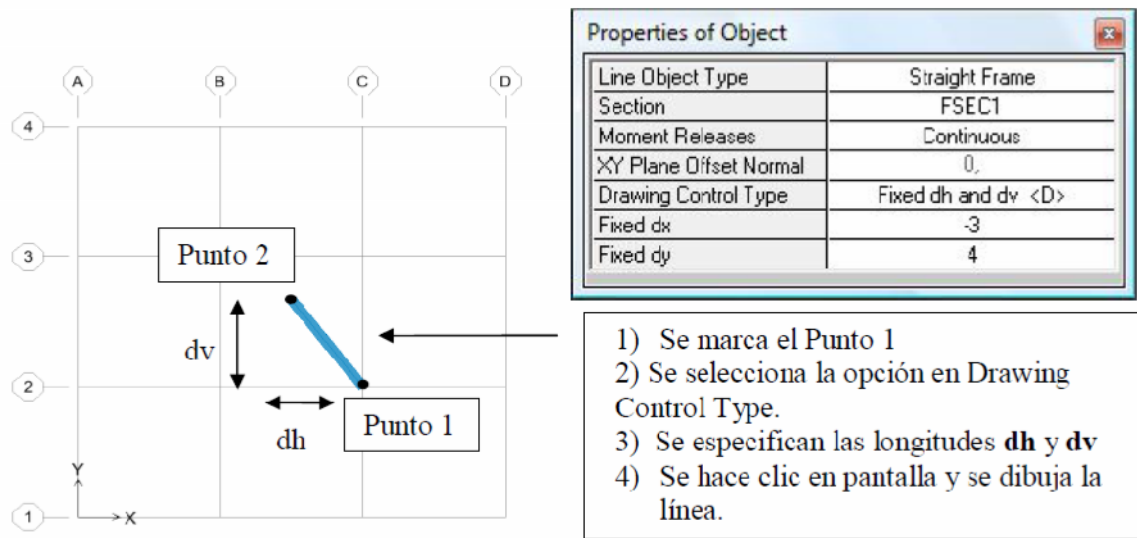 A
B
C
D
4
3
2
1
Punto 2
dv
dh
Punto 1
Y
X
Properties of Object
Line Object Type Straight Frame
Section FSEC1
Moment Releases Continuous
XY Plane Offset Normal 0,
Drawing Control Type Fixed dh and dv <D>
Fixed dx -3
Fixed dy 4
1) Se marca el Punto 1
2) Se selecciona la opción en Drawing
Control Type.
3) Se especifican las longitudes dh y dv
4) Se hace clic en pantalla y se dibuja la
línea.